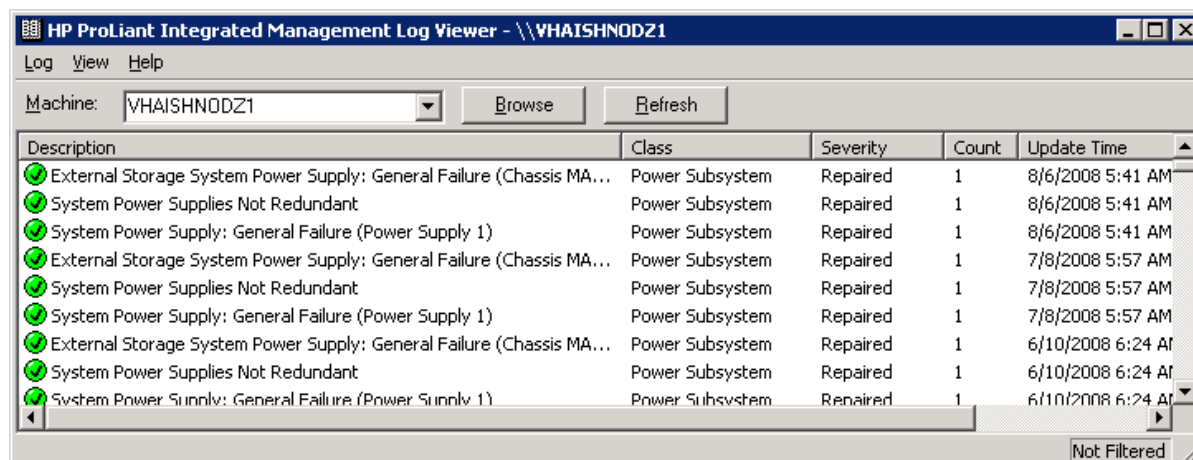 HP ProLiant Integrated Management Log Viewer - \\VHAISHNODZ1
Log View Help
Machine: VHAISHNODZ1 Browse Refresh
Description Class Severity Count Update Time
External Storage System Power Supply: General Failure (Chassis MA... Power Subsystem Repaired 1 8/6/2008 5:41 AM
System Power Supplies Not Redundant Power Subsystem Repaired 1 8/6/2008 5:41 AM
System Power Supply: General Failure (Power Supply 1) Power Subsystem Repaired 1 8/6/2008 5:41 AM
External Storage System Power Supply: General Failure (Chassis MA... Power Subsystem Repaired 1 7/8/2008 5:57 AM
System Power Supplies Not Redundant Power Subsystem Repaired 1 7/8/2008 5:57 AM
System Power Supply: General Failure (Power Supply 1) Power Subsystem Repaired 1 7/8/2008 5:57 AM
External Storage System Power Supply: General Failure (Chassis MA... Power Subsystem Repaired 1 6/10/2008 6:24 AM
System Power Supplies Not Redundant Power Subsystem Repaired 1 6/10/2008 6:24 AM
System Power Supply: General Failure (Power Supply 1) Power Subsystem Repaired 1 6/10/2008 6:24 AM
Not Filtered